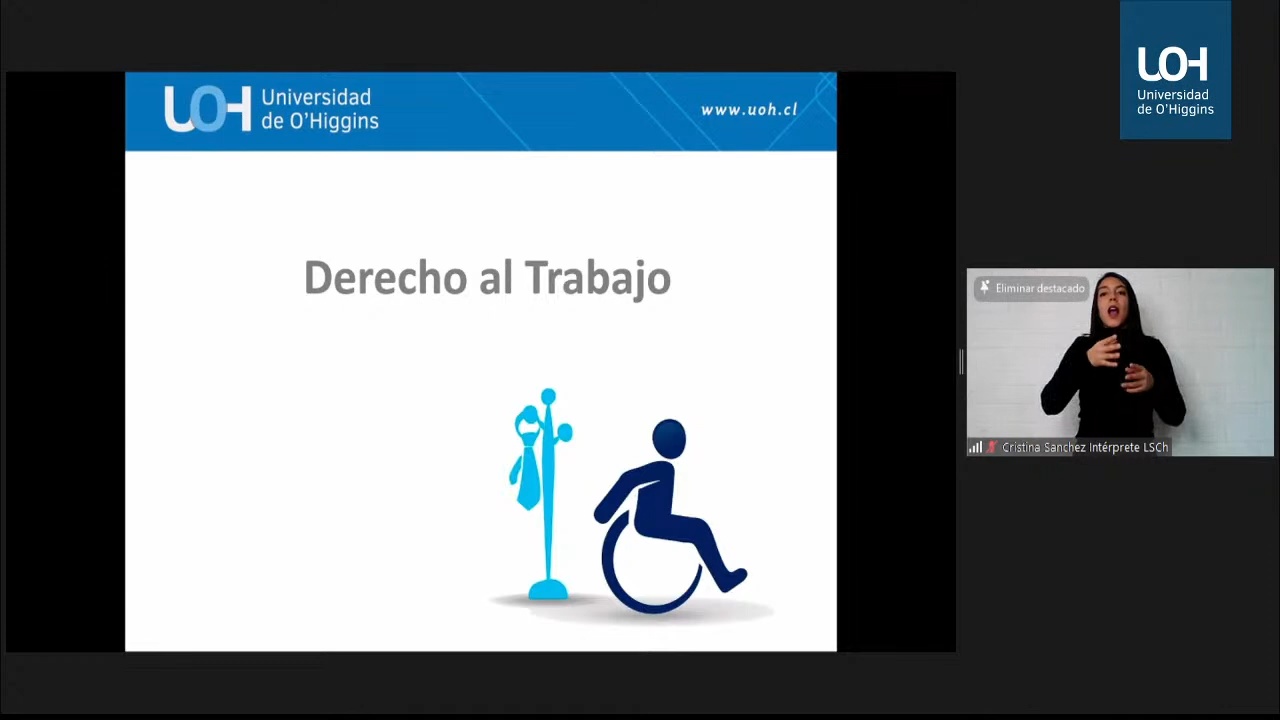 UOH
Universidad
de O'Higgins
www.uoh.cl
Derecho al Trabajo
UOH
Universidad
de O'Higgins
Eliminar destacado
Cristina Sanchez Intérprete LSCh